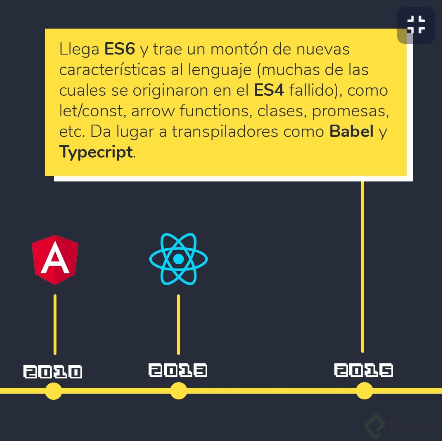 Llega ES6 y trae un montón de nuevas
características al lenguaje (muchas de las
cuales se originaron en el ES4 fallido), como
let/const, arrow functions, clases, promesas,
etc. Da lugar a transpiladores como Babel y
Typecript.
2010
2013
2015